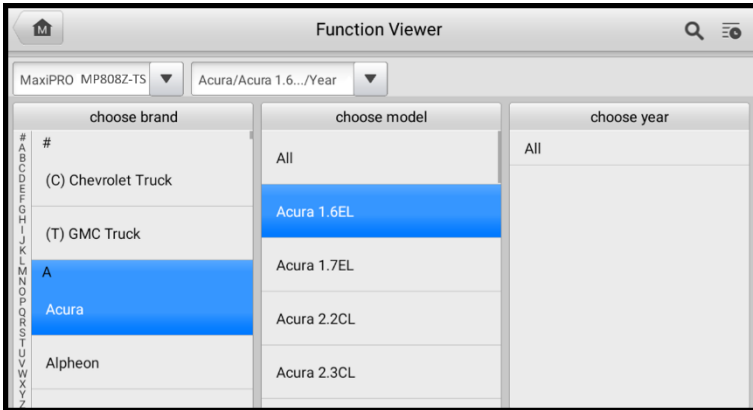 M
Function Viewer
MaxiPRO MP808Z-TS
Acura/Acura 1.6.../Year
choose brand
choose model
choose year
#
A
B
C
D
E
F
G
H
I
J
K
L
M
N
O
P
Q
R
S
T
U
V
W
X
Y
Z
#
(C) Chevrolet Truck
(T) GMC Truck
A
Acura
Alpheon
All
Acura 1.6EL
Acura 1.7EL
Acura 2.2CL
Acura 2.3CL
All